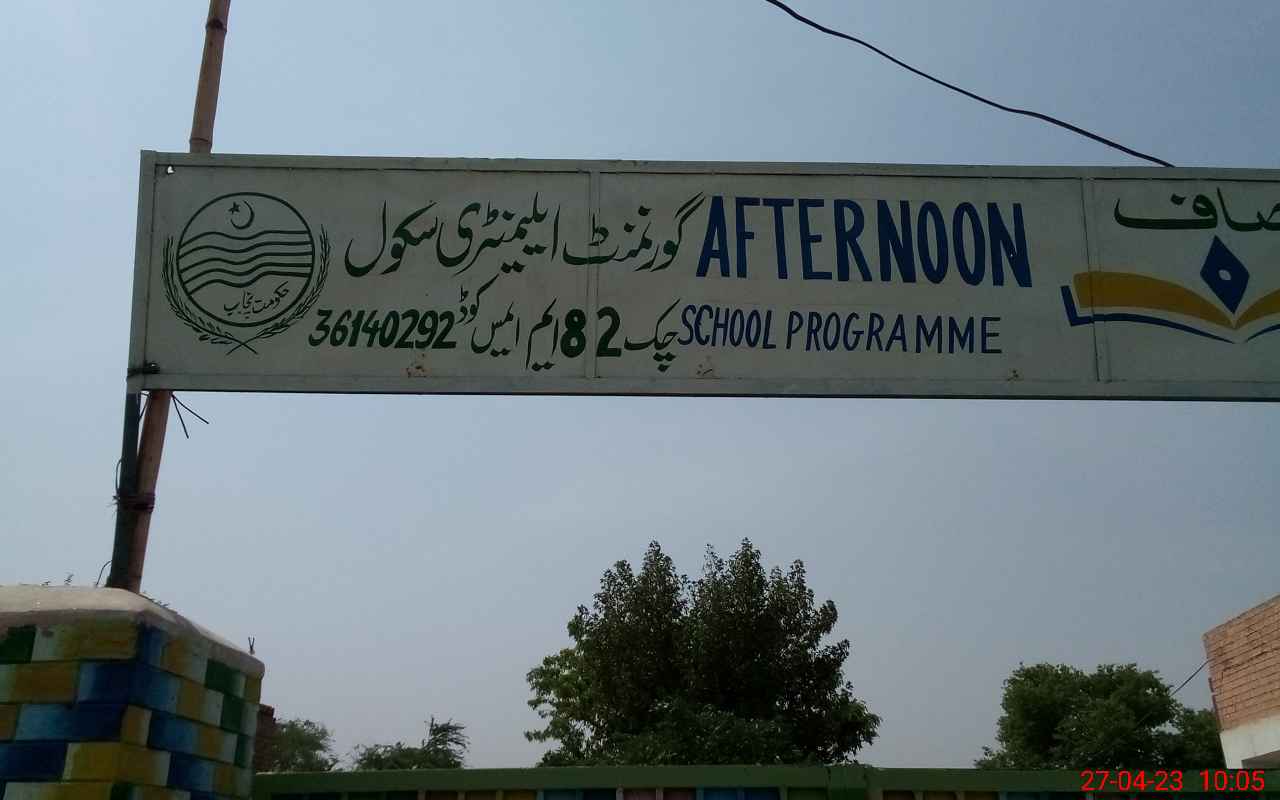 گورنمنٹ ایلیمنٹری سکول
چک 82 ایم ایس کوڈ 36140292
حکومت پنجاب
AFTERNOON
SCHOOL PROGRAMME
27-04-23 10:05